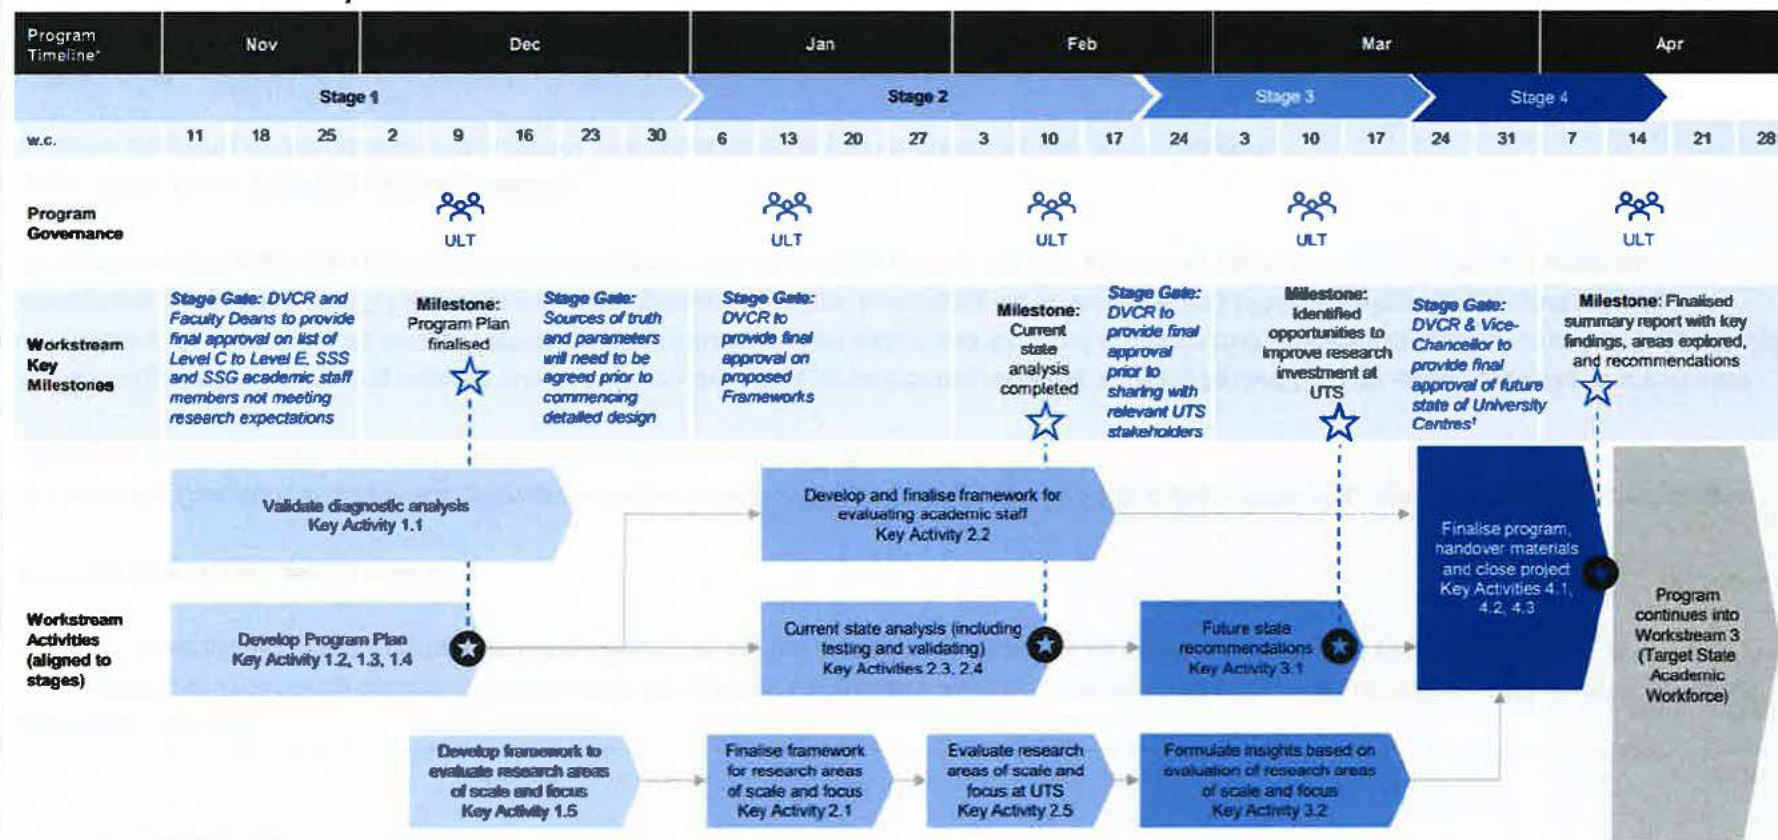 Program
Timeline*
Nov
Dec
Jan
Feb
Mar
Apr
Stage 1
Stage 2
Stage 3
Stage 4
w.c.
11 18 25 2 9 16 23 30 6 13 20 27 3 10 17 24 3 10 17 24 31 7 14 21 28
Program
Governance
ULT
ULT
ULT
ULT
ULT
Workstream
Key
Milestones
Stage Gate: DVCR and
Faculty Deans to provide
final approval on list of
Level C to Level E, SSS
and SSG academic staff
members not meeting
research expectations
Milestone:
Program Plan
finalised
Stage Gate:
Sources of truth
and parameters
will need to be
agreed prior to
commencing
detailed design
Stage Gate:
DVCR to
provide final
approval on
proposed
Frameworks
Milestone:
Current
state
analysis
completed
Stage Gate:
DVCR to
provide final
approval
prior to
sharing with
relevant UTS
stakeholders
Milestone:
Identified
opportunities to
improve research
investment at
UTS
Stage Gate:
DVCR & Vice-
Chancellor to
provide final
approval of future
state of University
Centres¹
Milestone: Finalised
summary report with key
findings, areas explored,
and recommendations
Workstream
Activities
(aligned to
stages)
Validate diagnostic analysis
Key Activity 1.1
Develop and finalise framework for
evaluating academic staff
Key Activity 2.2
Develop Program Plan
Key Activity 1.2, 1.3, 1.4
Current state analysis (including
testing and validating)
Key Activities 2.3, 2.4
Future state
recommendations
Key Activity 3.1
Finalise program,
handover materials
and close project
Key Activities 4.1,
4.2, 4.3
Program
continues into
Workstream 3
(Target State
Academic
Workforce)
Develop framework to
evaluate research areas
of scale and focus
Key Activity 1.5
Finalise framework
for research areas
of scale and focus
Key Activity 2.1
Evaluate research
areas of scale and
focus at UTS
Key Activity 2.5
Formulate insights based on
evaluation of research areas
of scale and focus
Key Activity 3.2